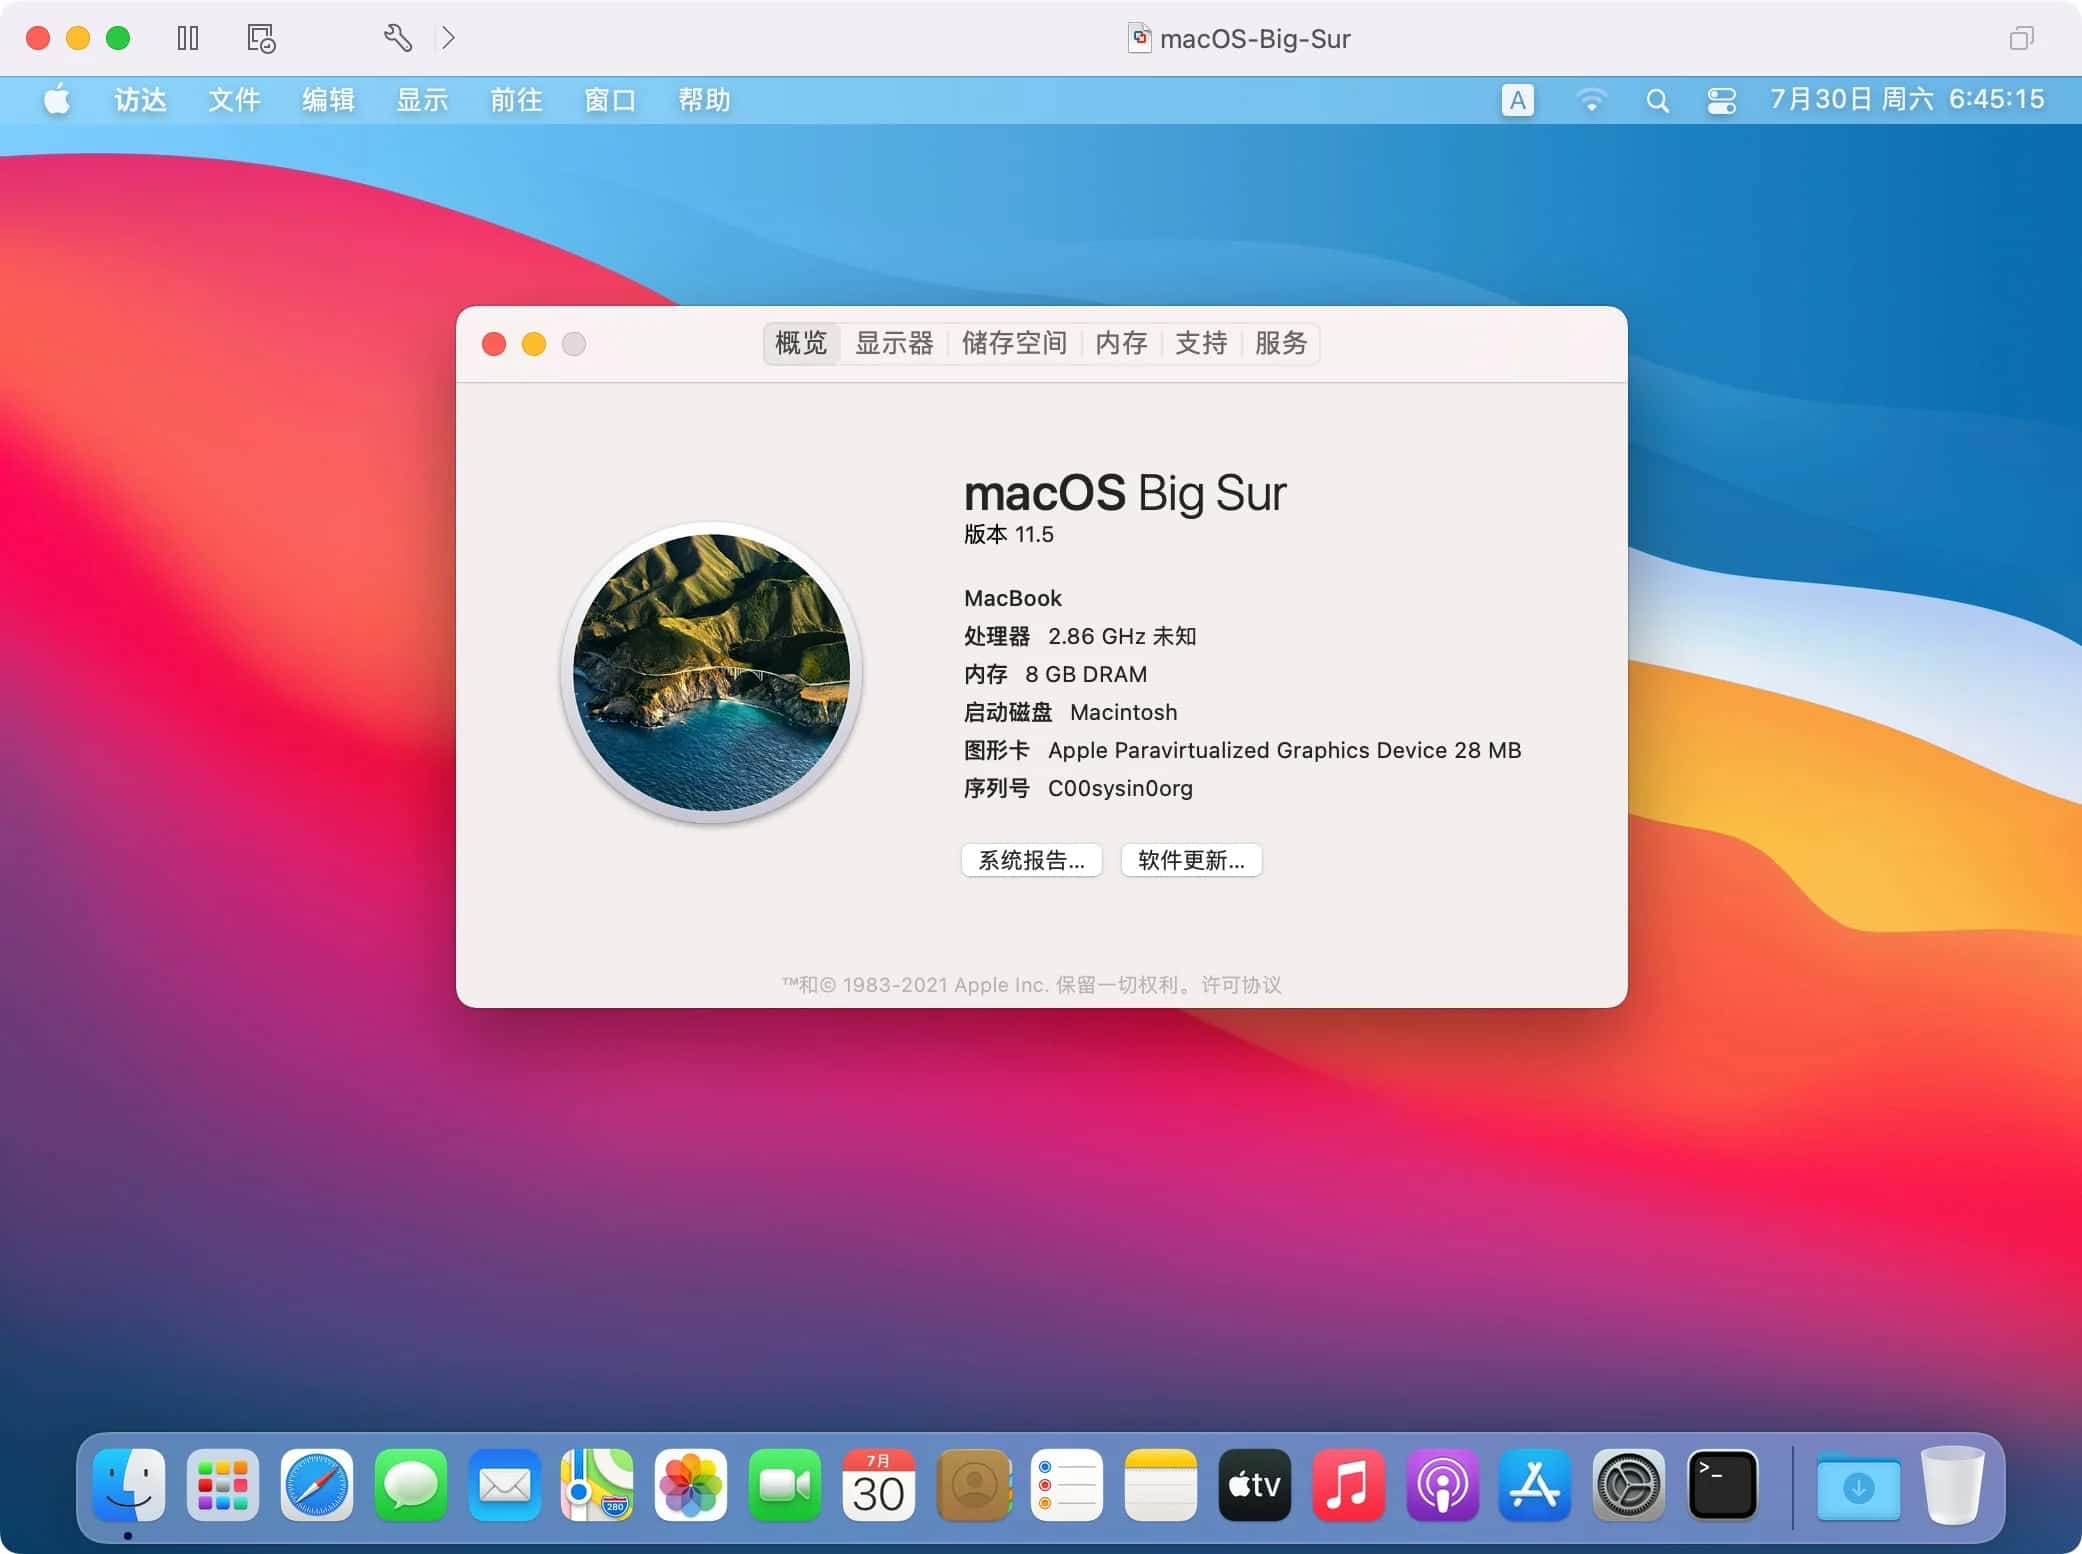 macOS-Big-Sur
访达 文件 编辑 显示 前往 窗口 帮助 A 7月30日 周六 6:45:15
概览 显示器 储存空间 内存 支持 服务
macOS Big Sur
版本 11.5
MacBook
处理器 2.86 GHz 未知
内存 8 GB DRAM
启动磁盘 Macintosh
图形卡 Apple Paravirtualized Graphics Device 28 MB
序列号 C00sysin0org
系统报告... 软件更新...
™和© 1983-2021 Apple Inc. 保留一切权利。许可协议
280
7月
30
tv
>_